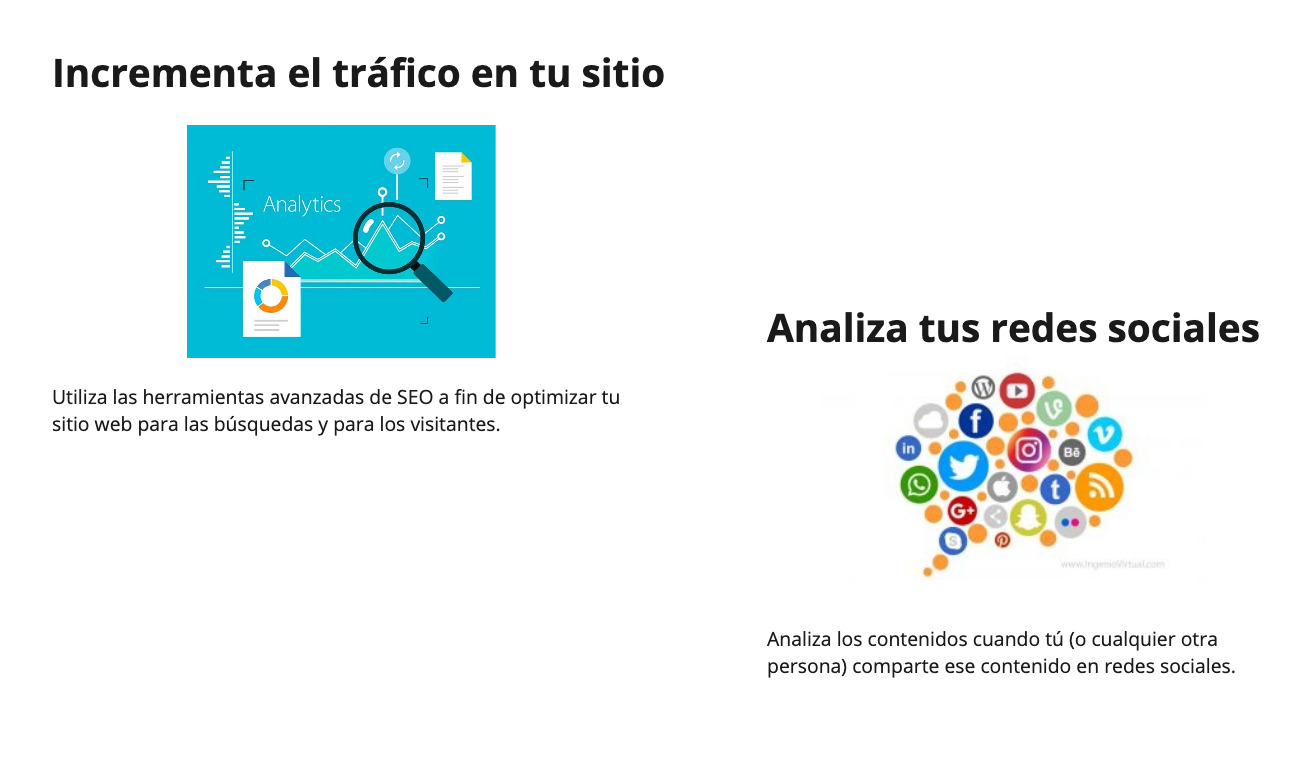 Incrementa el tráfico en tu sitio
Analytics
Utiliza las herramientas avanzadas de SEO a fin de optimizar tu
sitio web para las búsquedas y para los visitantes.
Analiza tus redes sociales
in
Bē
G+
www.IngenioVirtual.com
Analiza los contenidos cuando tú (o cualquier otra
persona) comparte ese contenido en redes sociales.